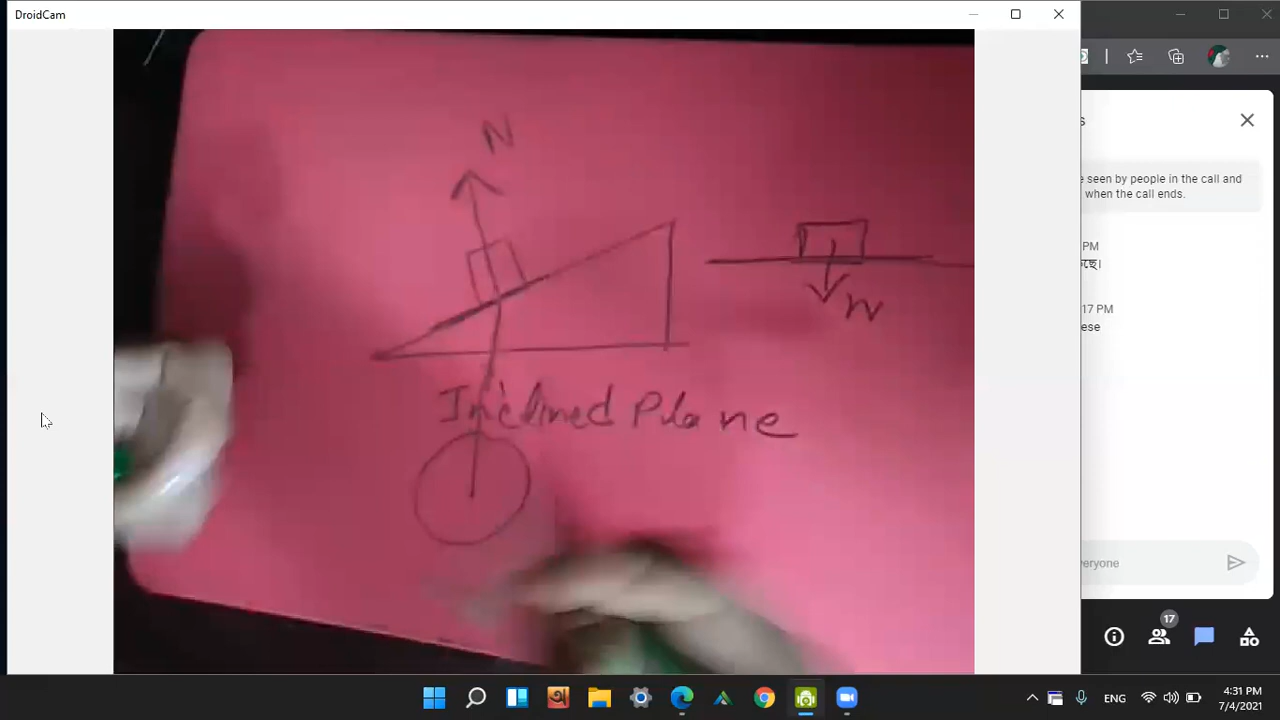 DroidCam
N
W
Inclined Plane
s
e seen by people in the call and
when the call ends.
PM
ছে।
17 PM
ese
eryone
17
অ
ENG
4:31 PM
7/4/2021